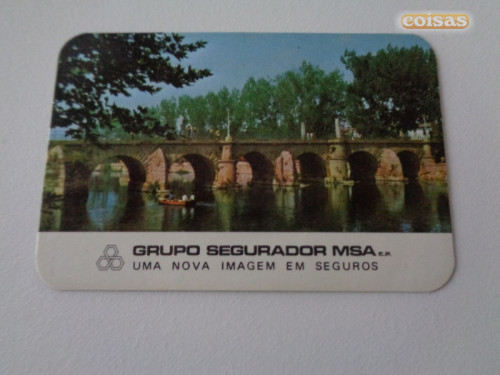 coisas
GRUPO SEGURADOR MSA E.P.
UMA NOVA IMAGEM EM SEGUROS